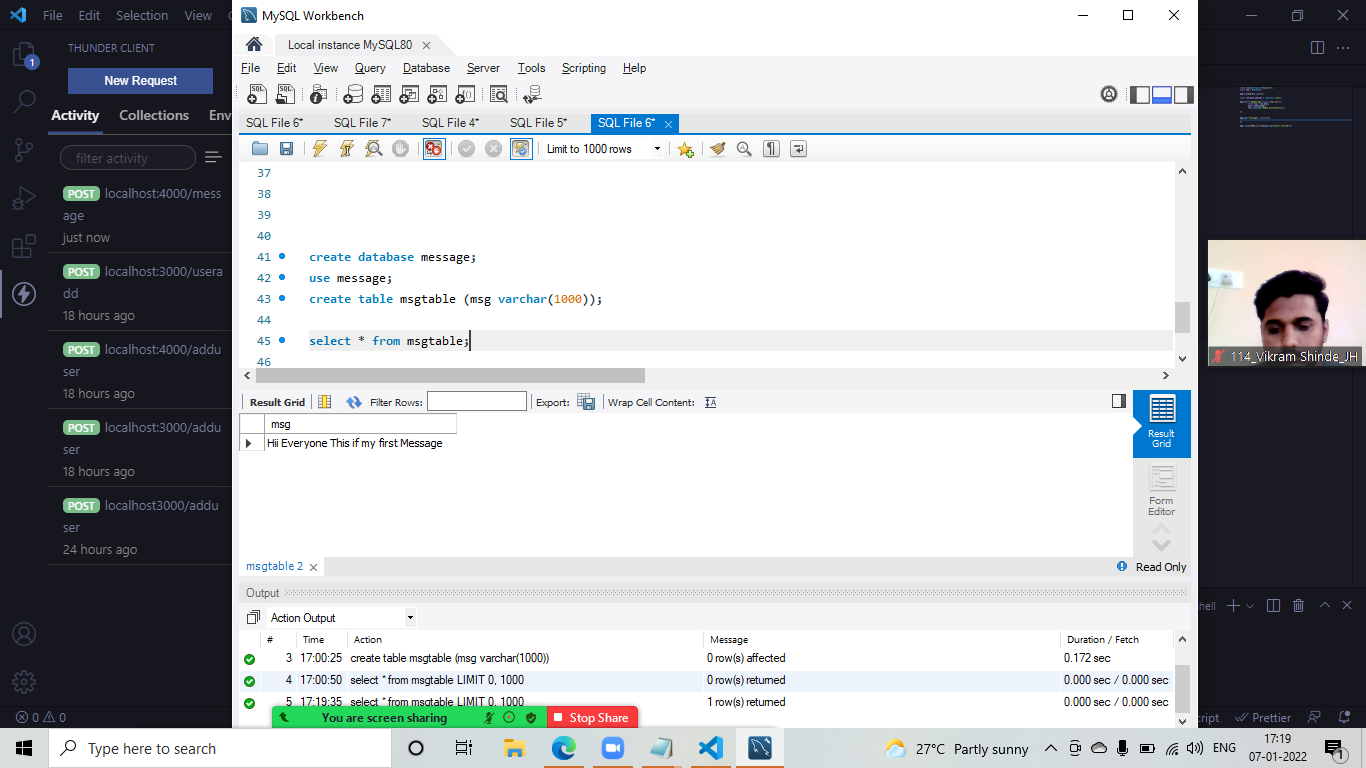 File Edit Selection View
MySQL Workbench
THUNDER CLIENT
New Request
Activity Collections Env
filter activity
POST localhost:4000/mess
age
just now
POST localhost:3000/usera
dd
18 hours ago
POST localhost:4000/addu
ser
18 hours ago
POST localhost:3000/addu
ser
18 hours ago
POST localhost3000/addu
ser
24 hours ago
1
Local instance MySQL80
File Edit View Query Database Server Tools Scripting Help
SQL File 6* SQL File 7* SQL File 4* SQL File 5* SQL File 6*
Limit to 1000 rows
37
38
39
40
41 create database message;
42 use message;
43 create table msgtable (msg varchar(1000));
44
45 select * from msgtable;
46
Result Grid Filter Rows: Export: Wrap Cell Content:
msg
Hii Everyone This if my first Message
Result
Grid
Form
Editor
msgtable 2
Read Only
Output
Action Output
# Time Action Message Duration / Fetch
3 17:00:25 create table msgtable (msg varchar(1000)) 0 row(s) affected 0.172 sec
4 17:00:50 select * from msgtable LIMIT 0, 1000 0 row(s) returned 0.000 sec / 0.000 sec
5 17:19:35 select * from msgtable LIMIT 0, 1000 1 row(s) returned 0.000 sec / 0.000 sec
You are screen sharing Stop Share
114_Vikram Shinde_JH
hell
0 0
cript Prettier
Type here to search
27°C Partly sunny
ENG
17:19
07-01-2022
1